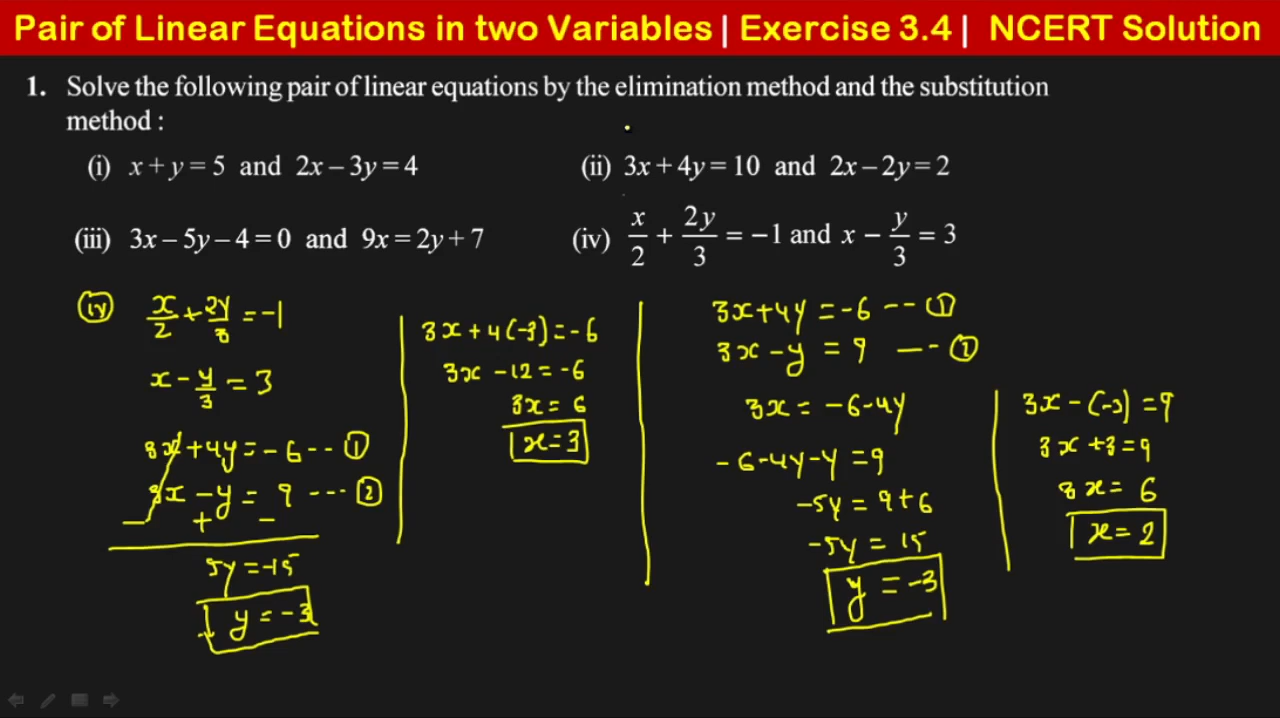 Pair of Linear Equations in two Variables | Exercise 3.4 | NCERT Solution
1. Solve the following pair of linear equations by the elimination method and the substitution
method :
(i) x + y = 5 and 2x – 3y = 4
(ii) 3x + 4y = 10 and 2x – 2y = 2
(iii) 3x – 5y – 4 = 0 and 9x = 2y + 7
(iv) x/2 + 2y/3 = –1 and x – y/3 = 3
(iv) x/2 + 2y/3 = -1
x - y/3 = 3
3x + 4y = -6 -- (1)
3x - y = 9 --- (2)
- + -
5y = -15
y = -3
3x + 4(-3) = -6
3x - 12 = -6
3x = 6
x = 3
3x + 4y = -6 -- (1)
3x - y = 9 -- (2)
3x = -6-4y
-6-4y-y = 9
-5y = 9+6
-5y = 15
y = -3
3x - (-3) = 9
3x + 3 = 9
3x = 6
x = 2